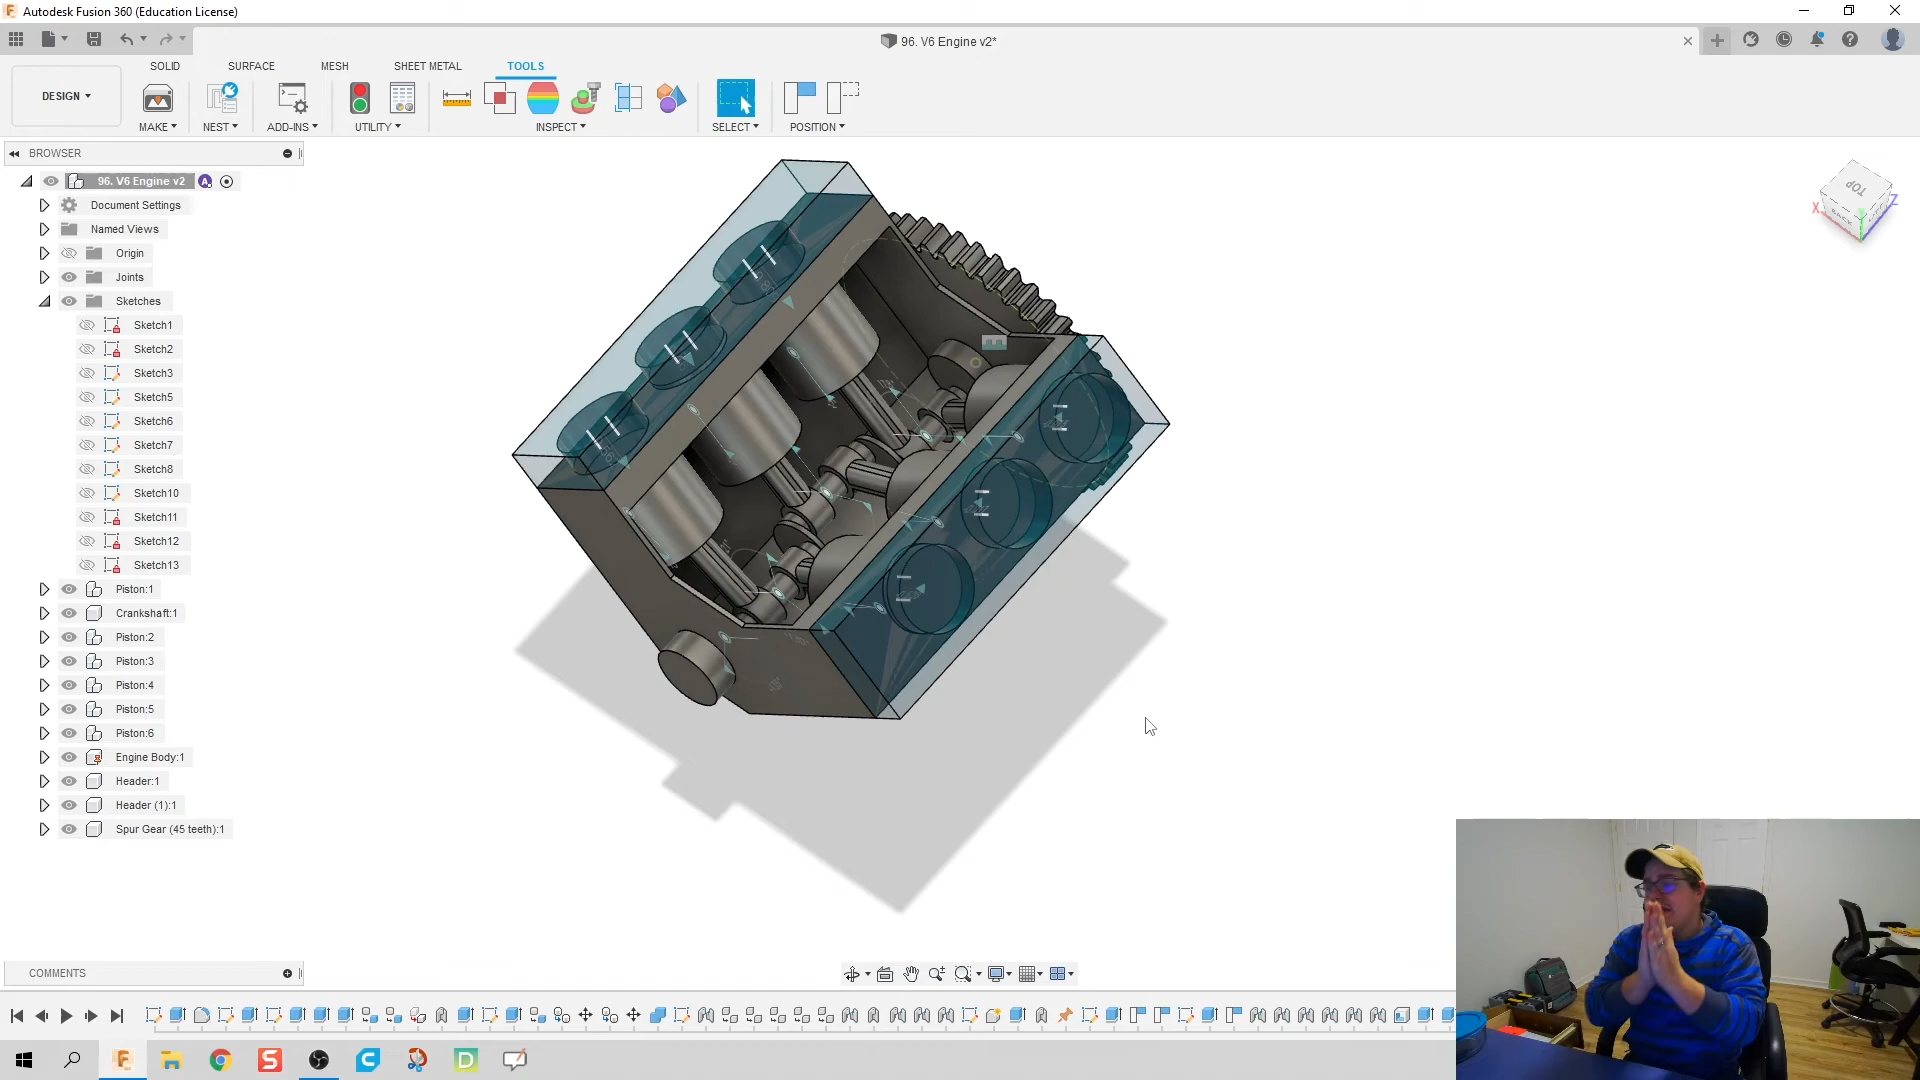 Autodesk Fusion 360 (Education License)
96. V6 Engine v2*
DESIGN
SOLID
SURFACE
MESH
SHEET METAL
TOOLS
MAKE
NEST
ADD-INS
UTILITY
INSPECT
SELECT
POSITION
BROWSER
96. V6 Engine v2
Document Settings
Named Views
Origin
Joints
Sketches
Sketch1
Sketch2
Sketch3
Sketch5
Sketch6
Sketch7
Sketch8
Sketch10
Sketch11
Sketch12
Sketch13
Piston:1
Crankshaft:1
Piston:2
Piston:3
Piston:4
Piston:5
Piston:6
Engine Body:1
Header:1
Header (1):1
Spur Gear (45 teeth):1
TOP
BACK
X
Z
COMMENTS